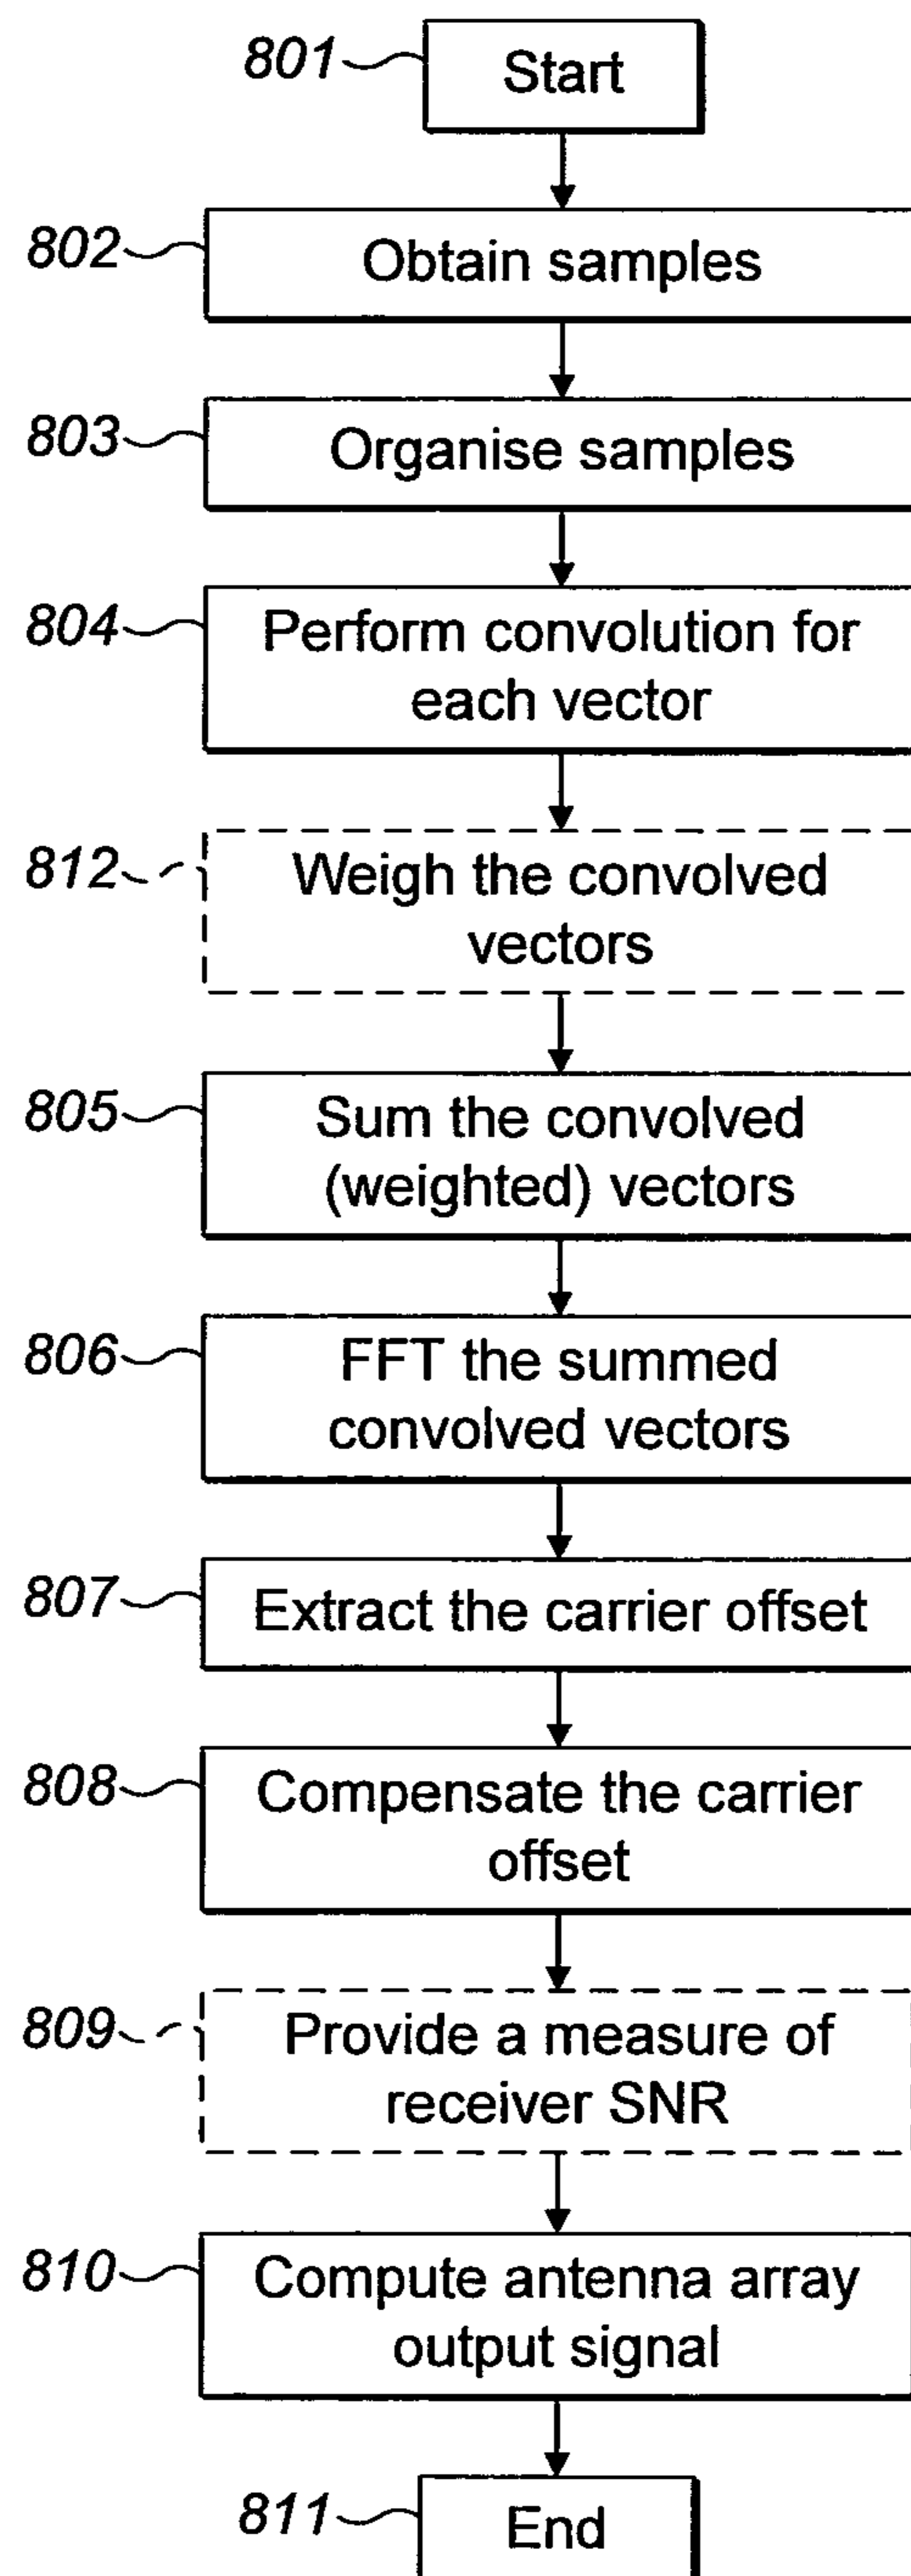 801
Start
802
Obtain samples
803
Organise samples
804
Perform convolution for
each vector
812
Weigh the convolved
vectors
805
Sum the convolved
(weighted) vectors
806
FFT the summed
convolved vectors
807
Extract the carrier offset
808
Compensate the carrier
offset
809
Provide a measure of
receiver SNR
810
Compute antenna array
output signal
811
End